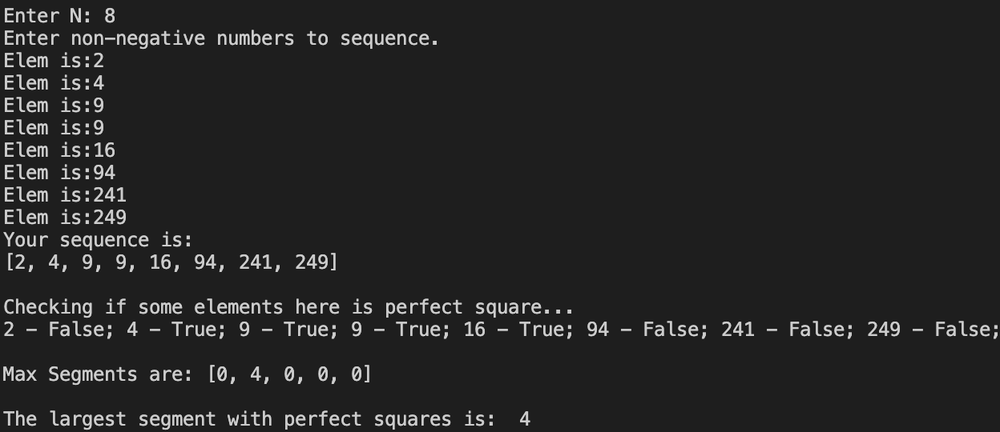 Enter N: 8
Enter non-negative numbers to sequence.
Elem is:2
Elem is:4
Elem is:9
Elem is:9
Elem is:16
Elem is:94
Elem is:241
Elem is:249
Your sequence is:
[2, 4, 9, 9, 16, 94, 241, 249]
Checking if some elements here is perfect square...
2 - False; 4 - True; 9 - True; 9 - True; 16 - True; 94 - False; 241 - False; 249 - False;
Max Segments are: [0, 4, 0, 0, 0]
The largest segment with perfect squares is:  4